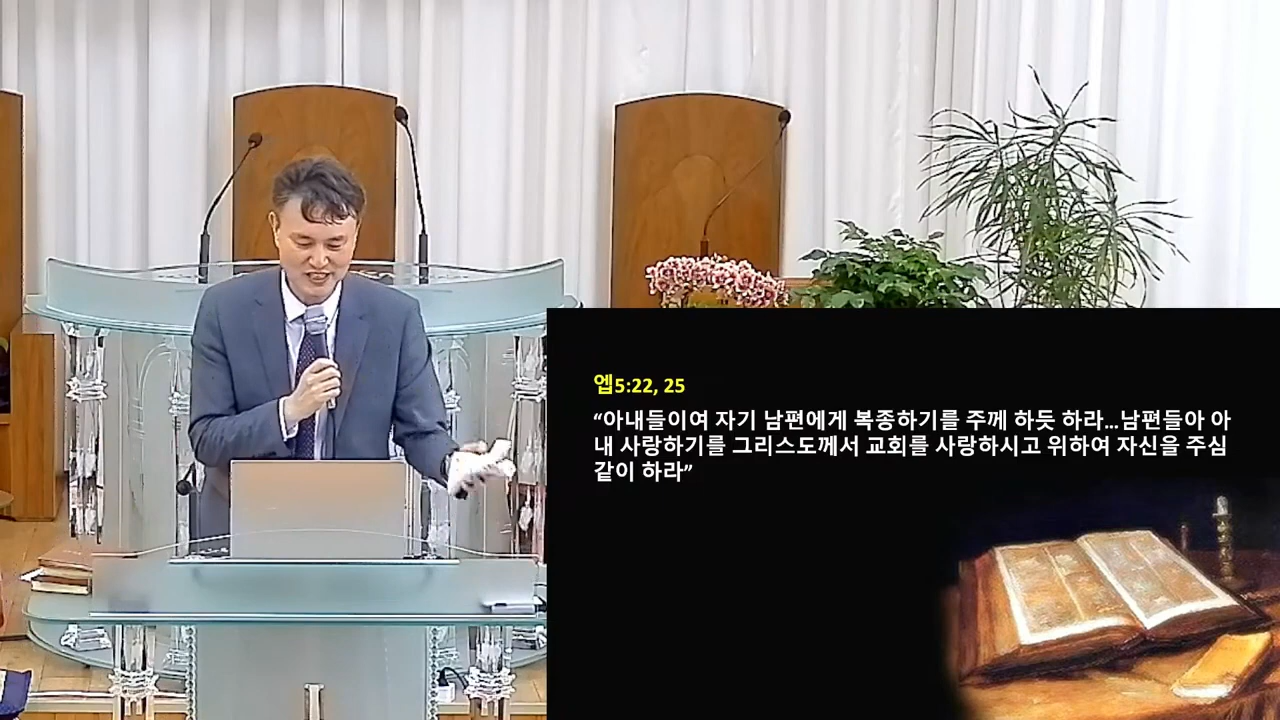 엡5:22, 25
“아내들이여 자기 남편에게 복종하기를 주께 하듯 하라...남편들아 아
내 사랑하기를 그리스도께서 교회를 사랑하시고 위하여 자신을 주심
같이 하라”